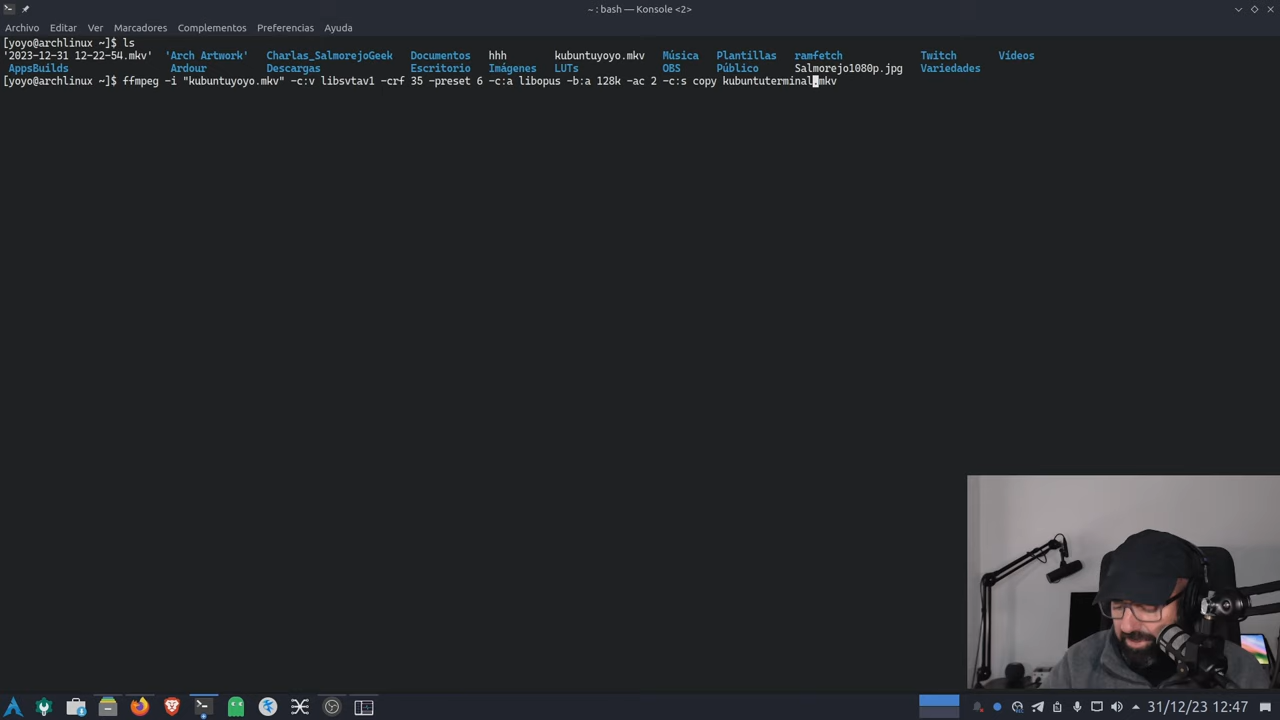 ~ : bash — Konsole <2>
Archivo Editar Ver Marcadores Complementos Preferencias Ayuda
[yoyo@archlinux ~]$ ls
'2023-12-31 12-22-54.mkv' 'Arch Artwork' Charlas_SalmorejoGeek Documentos hhh kubuntuyoyo.mkv Música Plantillas ramfetch Twitch Vídeos
AppsBuilds Ardour Descargas Escritorio Imágenes LUTs OBS Público Salmorejo1080p.jpg Variedades
[yoyo@archlinux ~]$ ffmpeg -i "kubuntuyoyo.mkv" -c:v libsvtav1 -crf 35 -preset 6 -c:a libopus -b:a 128k -ac 2 -c:s copy kubuntuterminal.mkv
31/12/23 12:47